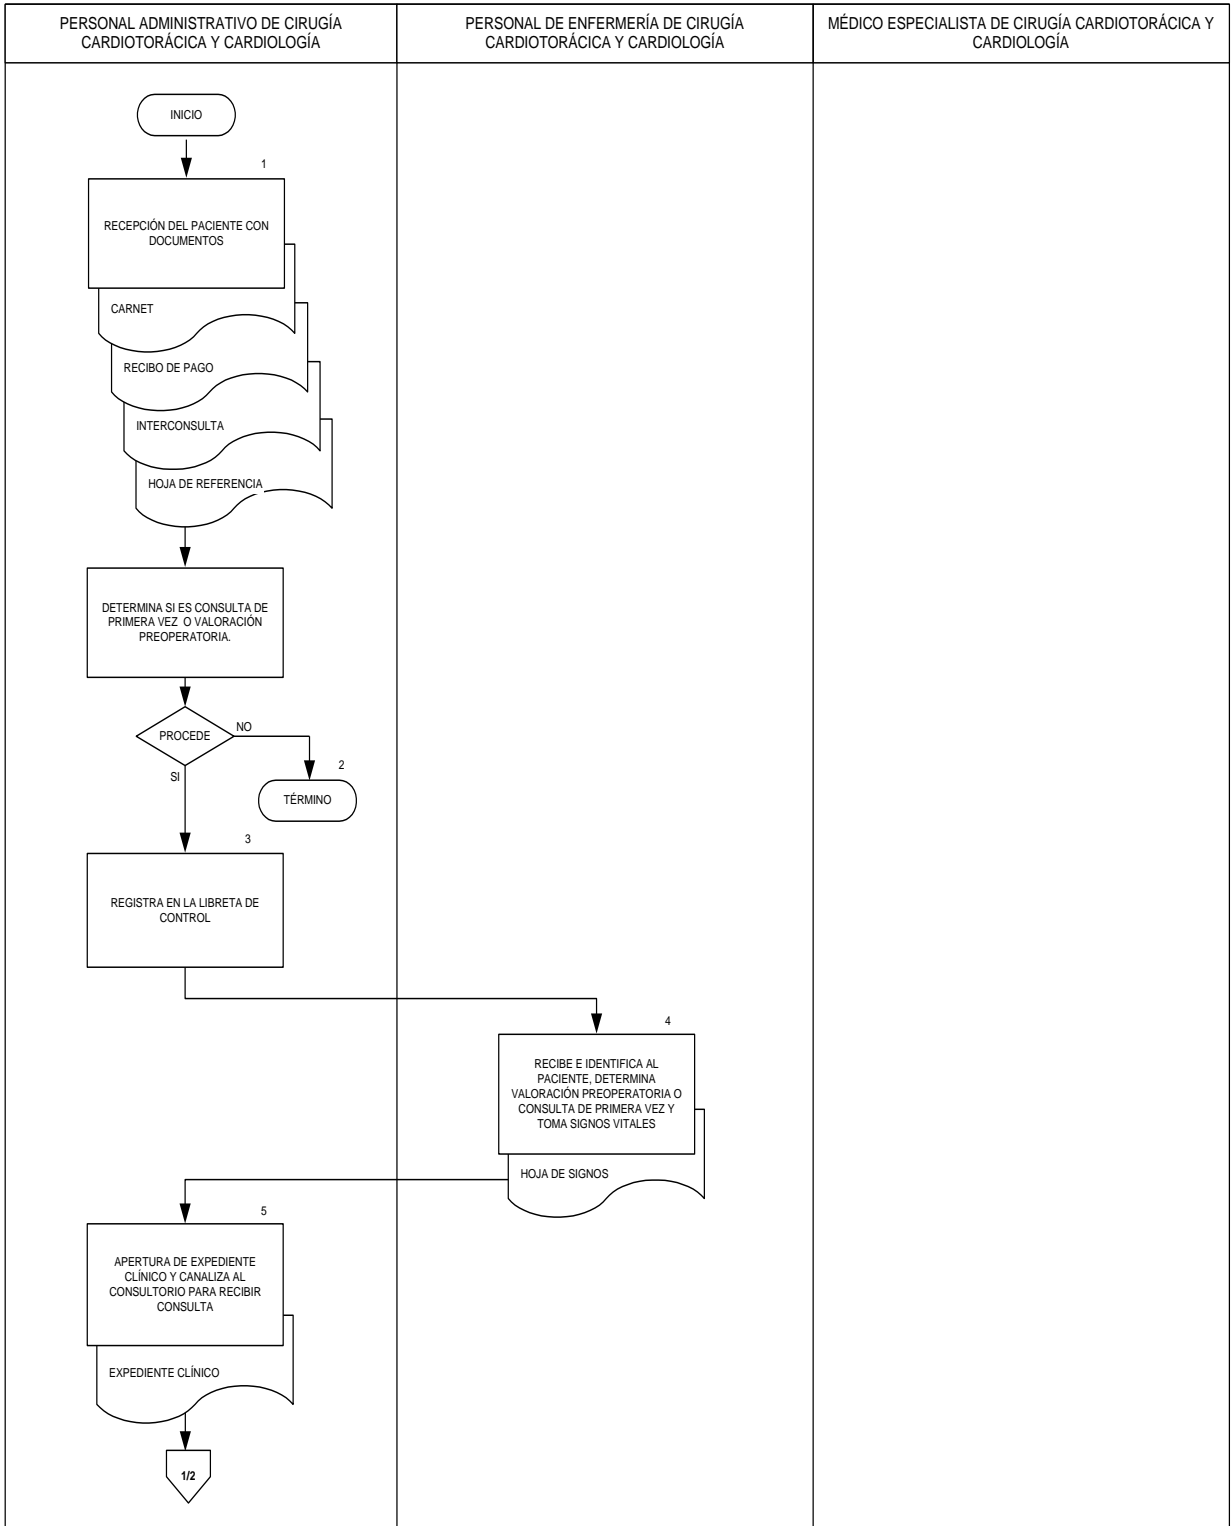 PERSONAL ADMINISTRATIVO DE CIRUGÍA
CARDIOTORÁCICA Y CARDIOLOGÍA
PERSONAL DE ENFERMERÍA DE CIRUGÍA
CARDIOTORÁCICA Y CARDIOLOGÍA
MÉDICO ESPECIALISTA DE CIRUGÍA CARDIOTORÁCICA Y
CARDIOLOGÍA
INICIO
1
RECEPCIÓN DEL PACIENTE CON
DOCUMENTOS
CARNET
RECIBO DE PAGO
INTERCONSULTA
HOJA DE REFERENCIA
DETERMINA SI ES CONSULTA DE
PRIMERA VEZ O VALORACIÓN
PREOPERATORIA.
PROCEDE
NO
SI
2
TÉRMINO
3
REGISTRA EN LA LIBRETA DE
CONTROL
4
RECIBE E IDENTIFICA AL
PACIENTE, DETERMINA
VALORACIÓN PREOPERATORIA O
CONSULTA DE PRIMERA VEZ Y
TOMA SIGNOS VITALES
HOJA DE SIGNOS
5
APERTURA DE EXPEDIENTE
CLÍNICO Y CANALIZA AL
CONSULTORIO PARA RECIBIR
CONSULTA
EXPEDIENTE CLÍNICO
1/2